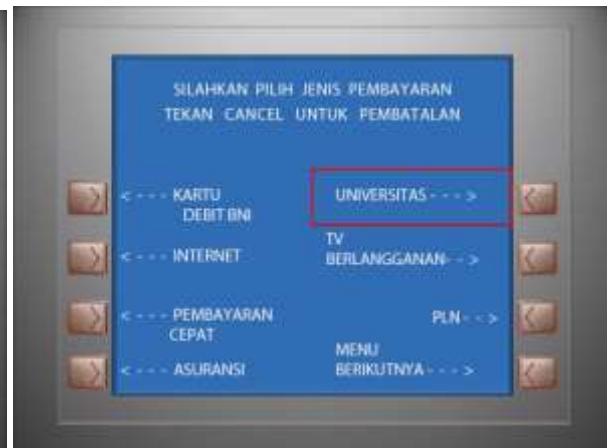 SILAHKAN PILIH JENIS PEMBAYARAN
TEKAN CANCEL UNTUK PEMBATALAN
< - - - KARTU
DEBIT BNI
UNIVERSITAS - - - >
< - - - INTERNET
TV
BERLANGGANAN - - >
< - - - PEMBAYARAN
CEPAT
PLN - - >
< - - - ASURANSI
MENU
BERIKUTNYA - - - >